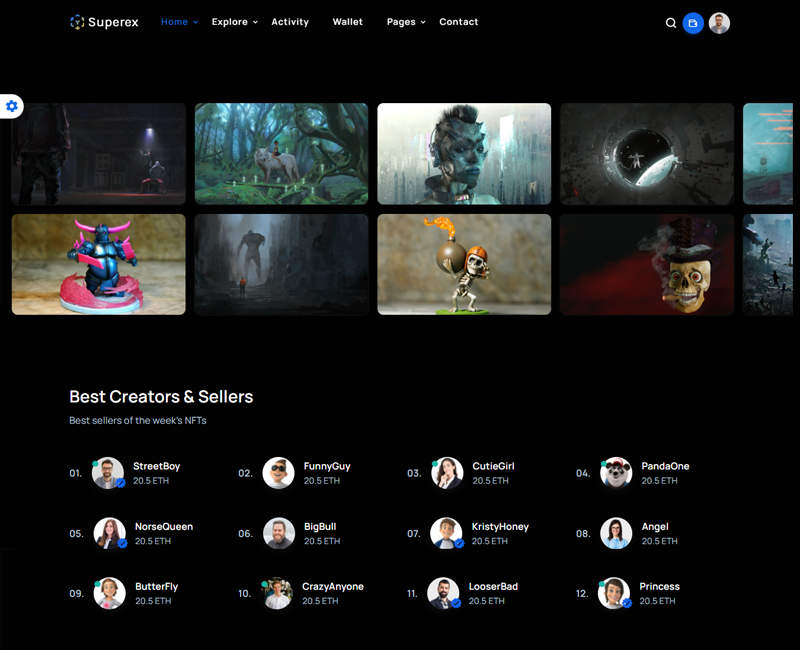 Superex Home Explore Activity Wallet Pages Contact
Best Creators & Sellers
Best sellers of the week's NFTs
01. StreetBoy 20.5 ETH
02. FunnyGuy 20.5 ETH
03. CutieGirl 20.5 ETH
04. PandaOne 20.5 ETH
05. NorseQueen 20.5 ETH
06. BigBull 20.5 ETH
07. KristyHoney 20.5 ETH
08. Angel 20.5 ETH
09. ButterFly 20.5 ETH
10. CrazyAnyone 20.5 ETH
11. LooserBad 20.5 ETH
12. Princess 20.5 ETH